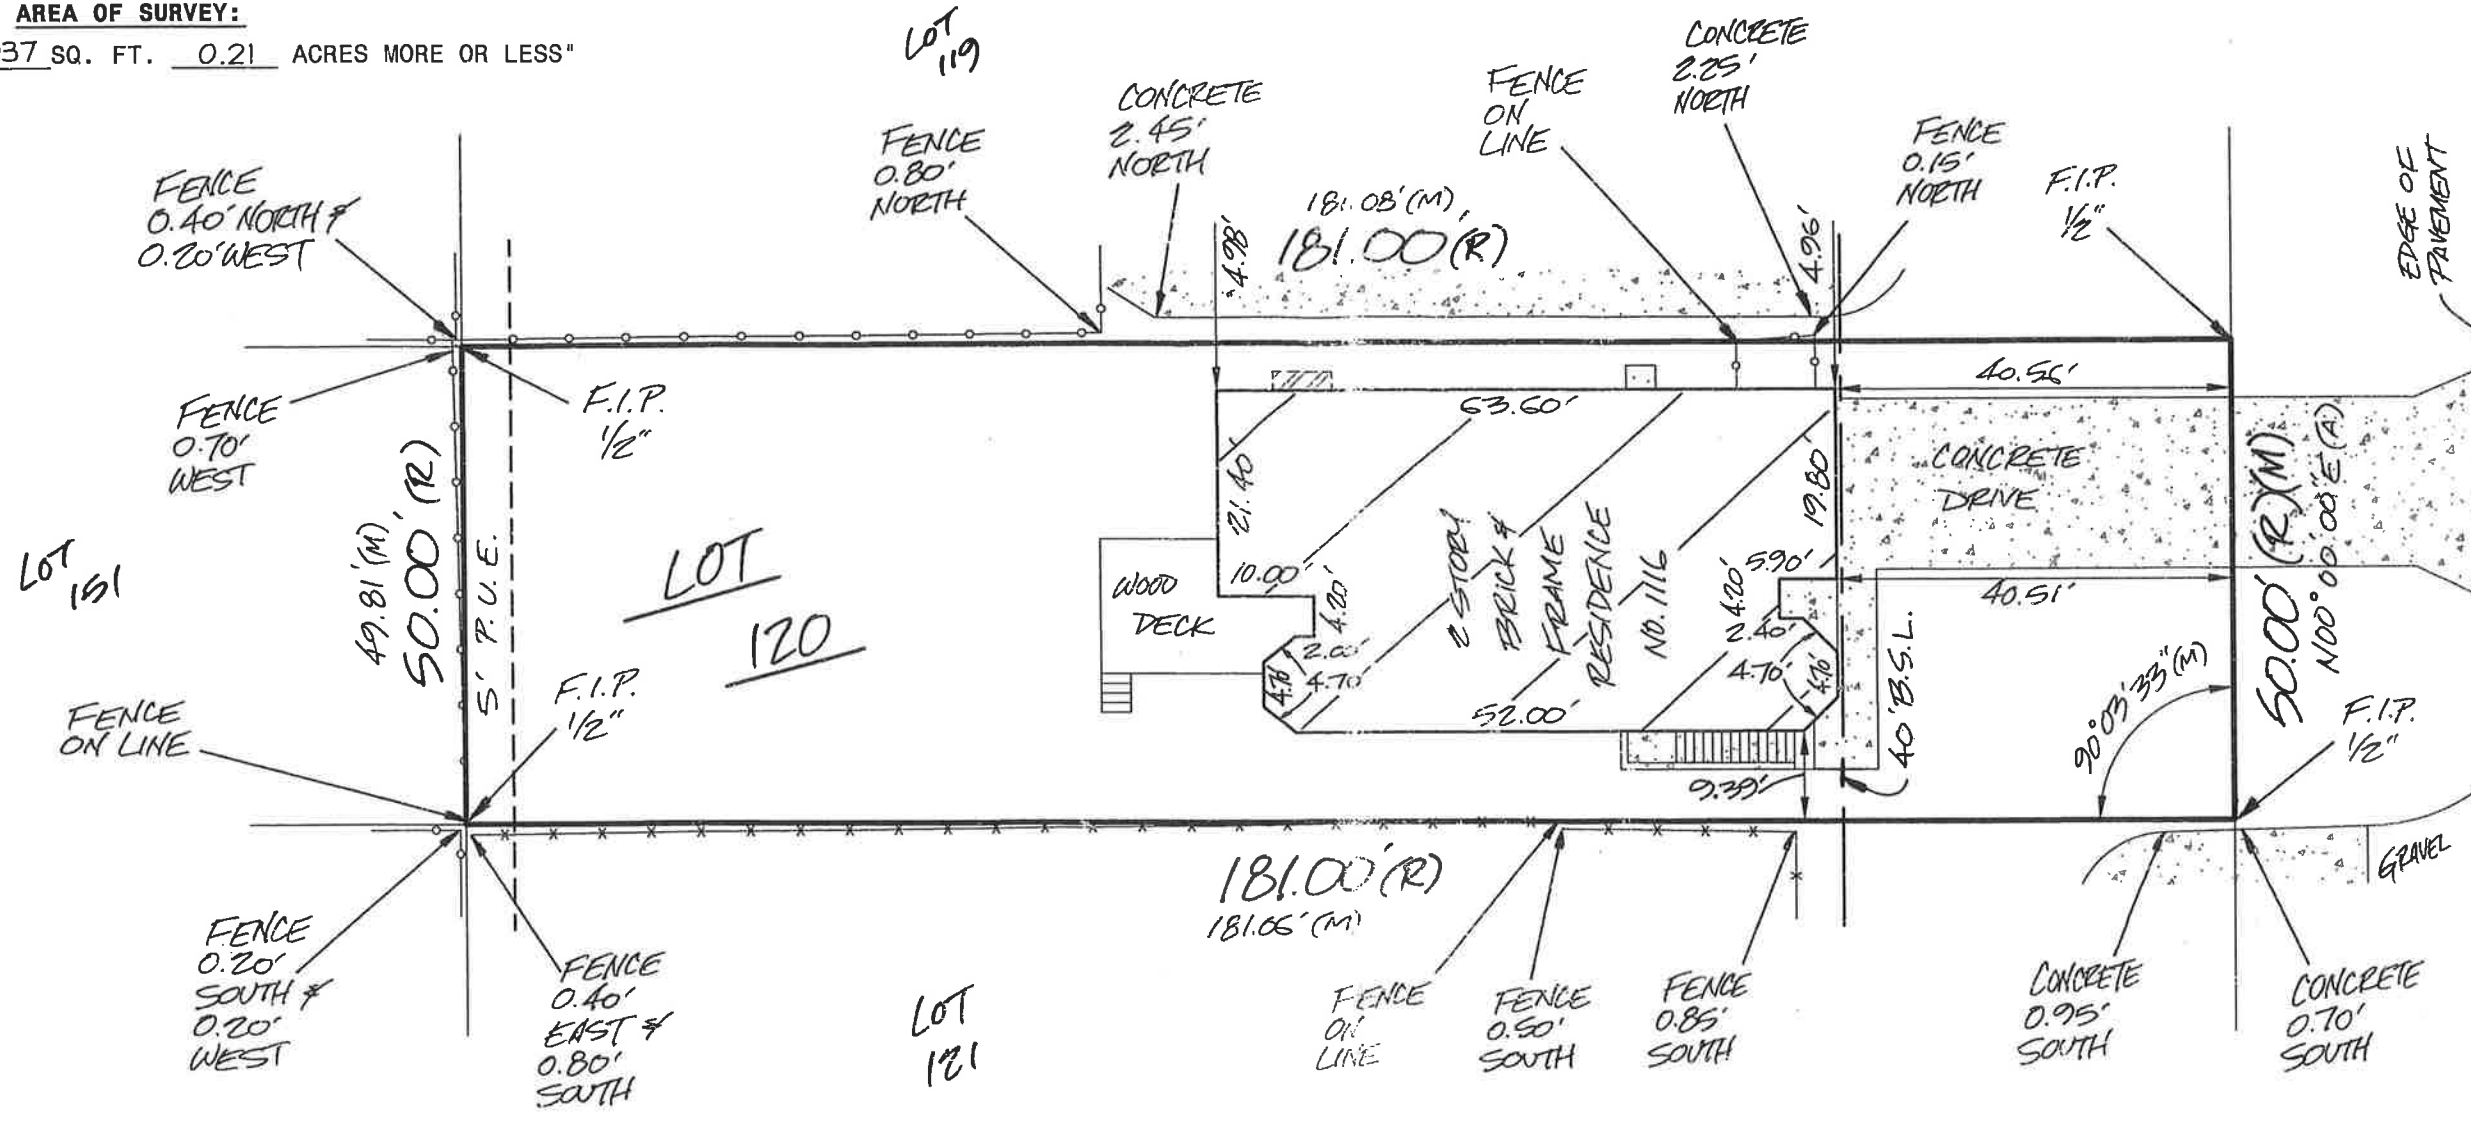 AREA OF SURVEY:
37 SQ. FT. 0.21 ACRES MORE OR LESS"
LOT
119
CONCRETE
2.25'
NORTH
FENCE
ON
LINE
CONCRETE
2.45'
NORTH
FENCE
0.80'
NORTH
FENCE
0.15'
NORTH
F.I.P.
1/2"
EDGE OF
PAVEMENT
FENCE
0.40' NORTH &
0.20' WEST
181.08' (M)
181.00' (R)
4.98'
4.96'
FENCE
0.70'
WEST
F.I.P.
1/2"
63.60'
40.56'
21.40'
19.80'
CONCRETE
DRIVE
50.00' (R)(M)
N00°00'00"E (A)
49.81' (M)
50.00' (R)
5' P.U.E.
LOT
151
LOT
120
WOOD
DECK
10.00'
4.20'
2.00'
4.70'
4.70'
2 STORY
BRICK &
FRAME
RESIDENCE
NO. 1116
5.90'
4.20'
2.40'
4.70'
4.70'
52.00'
40.51'
40' B.S.L.
90°03'33" (M)
F.I.P.
1/2"
F.I.P.
1/2"
FENCE
ON LINE
9.39'
181.00' (R)
181.06' (M)
GRAVEL
FENCE
0.20'
SOUTH &
0.20'
WEST
FENCE
0.40'
EAST &
0.80'
SOUTH
LOT
121
FENCE
ON
LINE
FENCE
0.50'
SOUTH
FENCE
0.85'
SOUTH
CONCRETE
0.95'
SOUTH
CONCRETE
0.70'
SOUTH